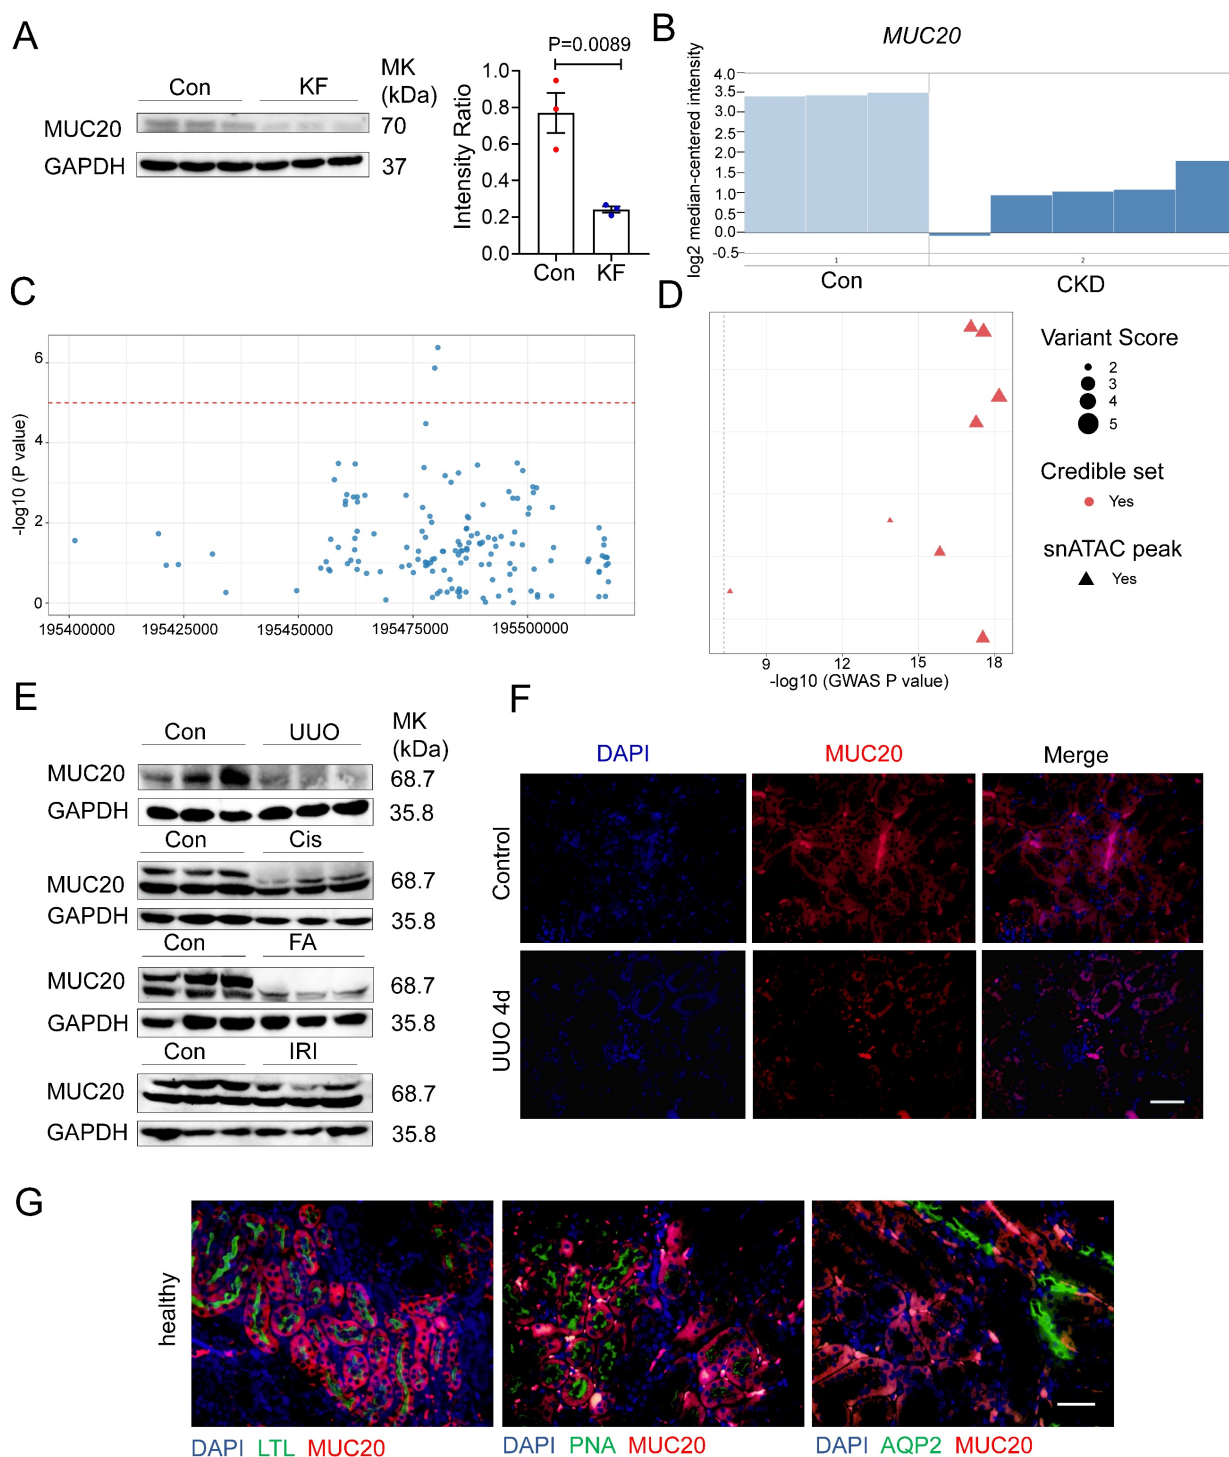 A
Con KF
MK
(kDa)
MUC20 70
GAPDH 37
P=0.0089
Intensity Ratio
1.0
0.8
0.6
0.4
0.2
0.0
Con KF
B
MUC20
log2 median-centered intensity
4.0
3.5
3.0
2.5
2.0
1.5
1.0
0.5
0.0
-0.5
1 2
Con CKD
C
-log10 (P value)
6
4
2
0
195400000 195425000 195450000 195475000 195500000
D
9 12 15 18
-log10 (GWAS P value)
Variant Score
2
3
4
5
Credible set
Yes
snATAC peak
Yes
E
Con UUO
MK
(kDa)
MUC20 68.7
GAPDH 35.8
Con Cis
MUC20 68.7
GAPDH 35.8
Con FA
MUC20 68.7
GAPDH 35.8
Con IRI
MUC20 68.7
GAPDH 35.8
F
DAPI MUC20 Merge
Control
UUO 4d
G
healthy
DAPI LTL MUC20
DAPI PNA MUC20
DAPI AQP2 MUC20